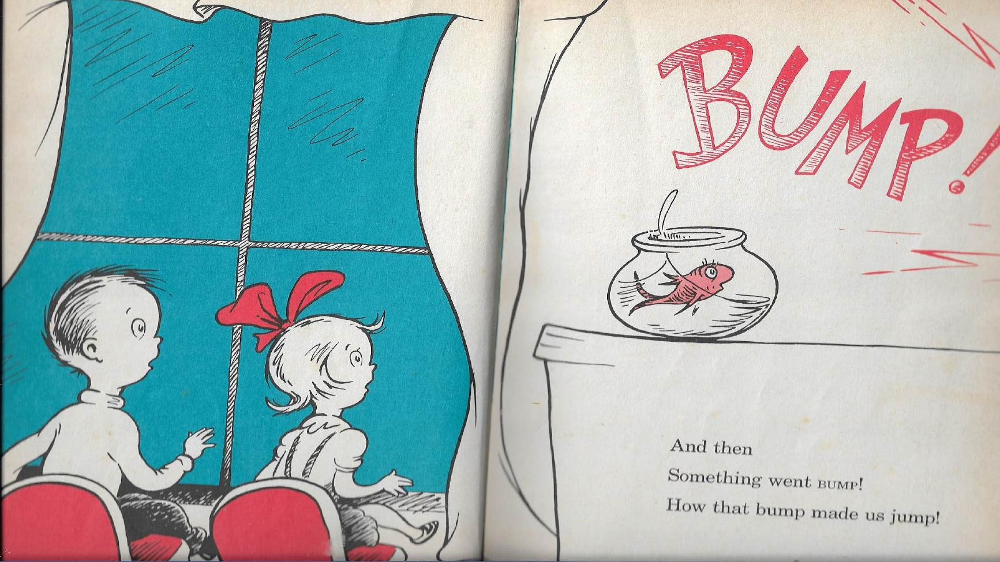 BUMP!
And then
Something went BUMP!
How that bump made us jump!